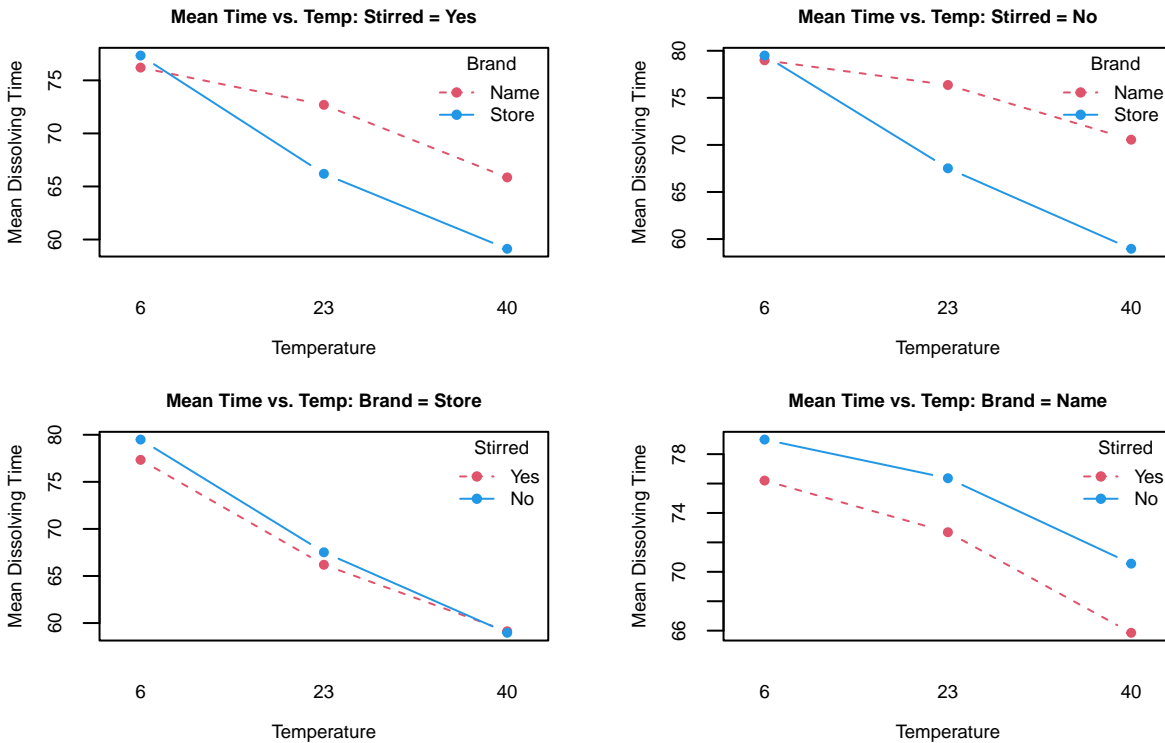 Mean Time vs. Temp: Stirred = Yes
Mean Dissolving Time
75
70
65
60
Brand
Name
Store
6 23 40
Temperature
Mean Time vs. Temp: Stirred = No
Mean Dissolving Time
80
75
70
65
60
Brand
Name
Store
6 23 40
Temperature
Mean Time vs. Temp: Brand = Store
Mean Dissolving Time
80
75
70
65
60
Stirred
Yes
No
6 23 40
Temperature
Mean Time vs. Temp: Brand = Name
Mean Dissolving Time
78
74
70
66
Stirred
Yes
No
6 23 40
Temperature